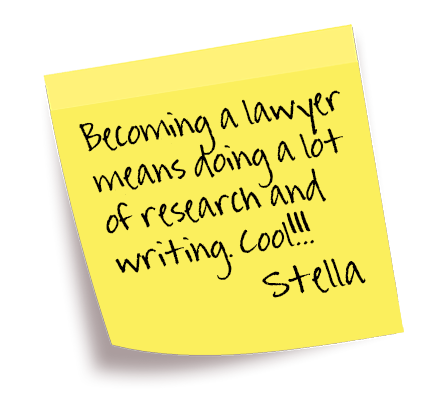 Becoming a lawyer
means doing a lot
of research and
writing. Cool!!!
Stella